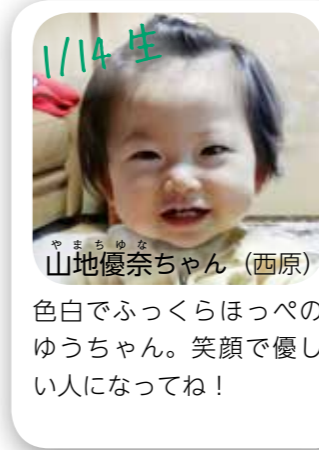 1/14 生
やまちゆな
山地優奈ちゃん（西原）
色白でふっくらほっぺの
ゆうちゃん。笑顔で優し
い人になってね！